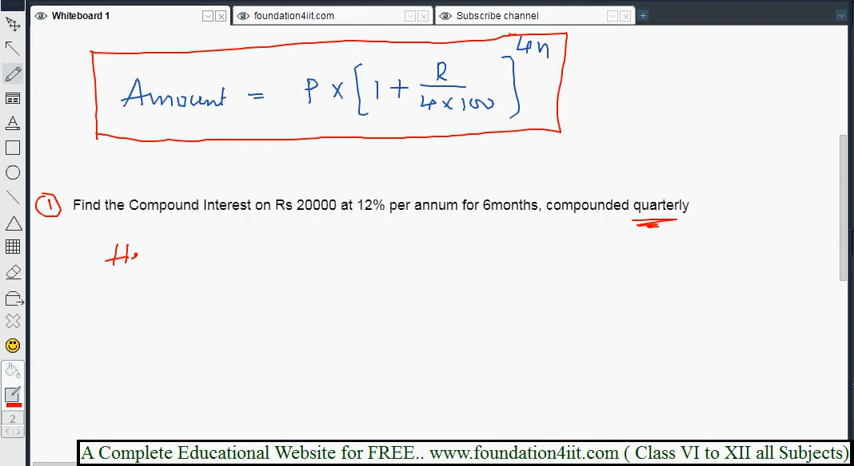 Whiteboard 1 foundation4iit.com Subscribe channel
Amount = P × [ 1 + R / 4 × 100 ]^4n
① Find the Compound Interest on Rs 20000 at 12% per annum for 6months, compounded quarterly
2
A Complete Educational Website for FREE.. www.foundation4iit.com ( Class VI to XII all Subjects)